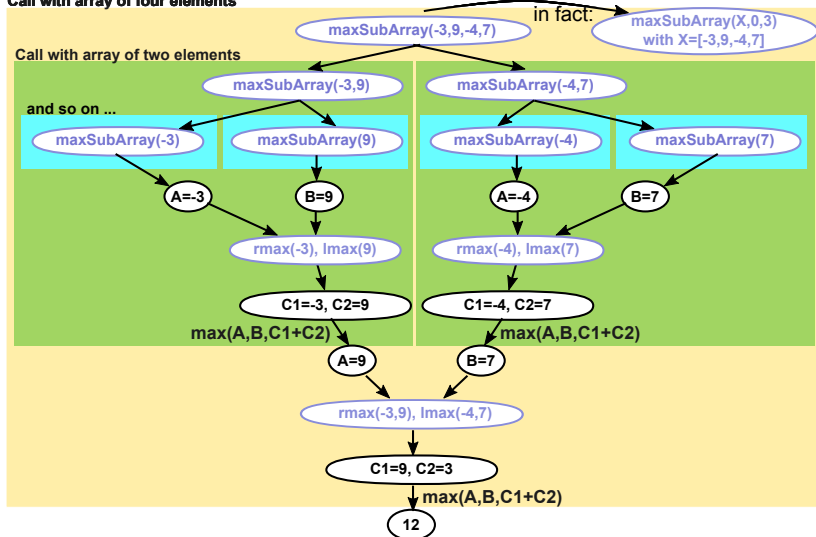 Call with array of four elements
in fact:
maxSubArray(X,0,3)
with X=[-3,9,-4,7]
maxSubArray(-3,9,-4,7)
Call with array of two elements
maxSubArray(-3,9)
maxSubArray(-4,7)
and so on ...
maxSubArray(-3)
maxSubArray(9)
maxSubArray(-4)
maxSubArray(7)
A=-3
B=9
A=-4
B=7
rmax(-3), lmax(9)
rmax(-4), lmax(7)
C1=-3, C2=9
C1=-4, C2=7
max(A,B,C1+C2)
max(A,B,C1+C2)
A=9
B=7
rmax(-3,9), lmax(-4,7)
C1=9, C2=3
max(A,B,C1+C2)
12